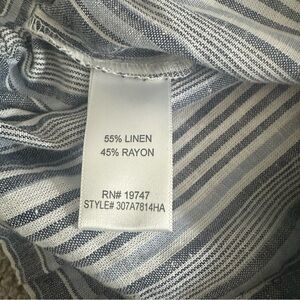 55% LINEN
45% RAYON
RN# 19747
STYLE# 307A7814HA